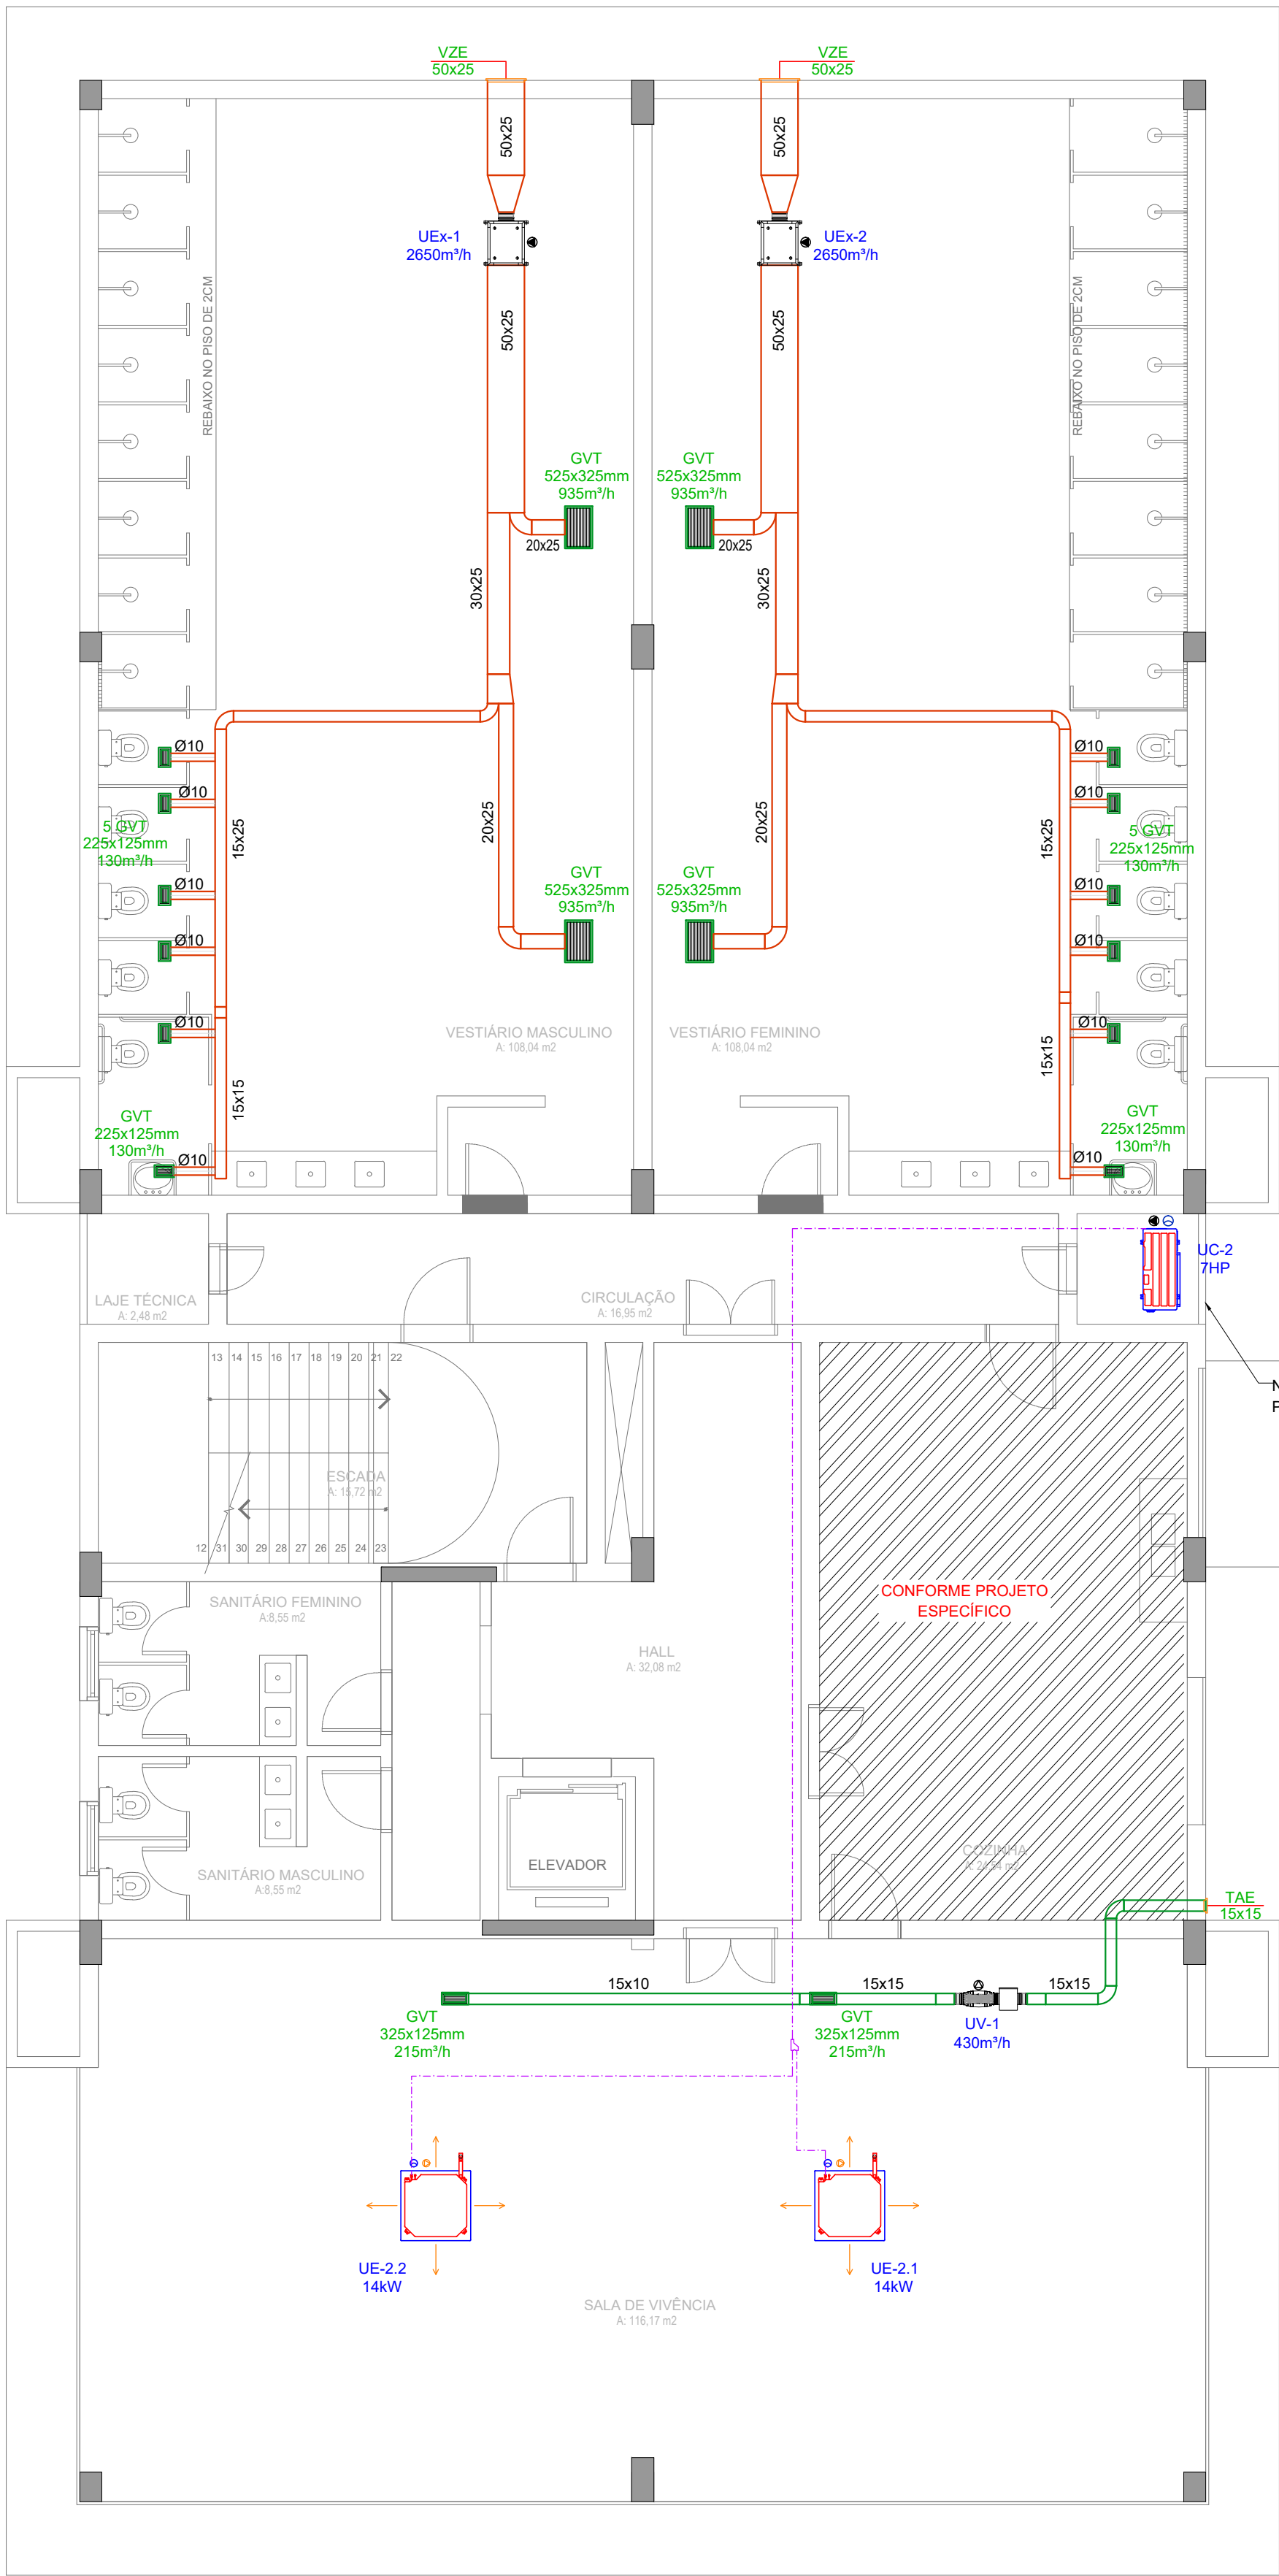 VZE
50x25
VZE
50x25
50x25
50x25
UEx-1
2650m³/h
UEx-2
2650m³/h
REBAIXO NO PISO DE 2CM
50x25
50x25
REBAIXO NO PISO DE 2CM
GVT
525x325mm
935m³/h
GVT
525x325mm
935m³/h
20x25
20x25
30x25
30x25
Ø10
Ø10
Ø10
Ø10
5 GVT
225x125mm
130m³/h
15x25
20x25
20x25
15x25
5 GVT
225x125mm
130m³/h
GVT
525x325mm
935m³/h
GVT
525x325mm
935m³/h
Ø10
Ø10
Ø10
Ø10
Ø10
Ø10
VESTIÁRIO MASCULINO
A: 108,04 m2
VESTIÁRIO FEMININO
A: 108,04 m2
15x15
15x15
GVT
225x125mm
130m³/h
GVT
225x125mm
130m³/h
Ø10
Ø10
UC-2
7HP
LAJE TÉCNICA
A: 2,48 m2
CIRCULAÇÃO
A: 16,95 m2
13 14 15 16 17 18 19 20 21 22
N
P
ESCADA
A: 15,72 m2
12 31 30 29 28 27 26 25 24 23
CONFORME PROJETO
ESPECÍFICO
SANITÁRIO FEMININO
A:8,55 m2
HALL
A: 32,08 m2
COZINHA
SANITÁRIO MASCULINO
A:8,55 m2
ELEVADOR
TAE
15x15
15x10
15x15
15x15
GVT
325x125mm
215m³/h
GVT
325x125mm
215m³/h
UV-1
430m³/h
UE-2.2
14kW
UE-2.1
14kW
SALA DE VIVÊNCIA
A: 116,17 m2